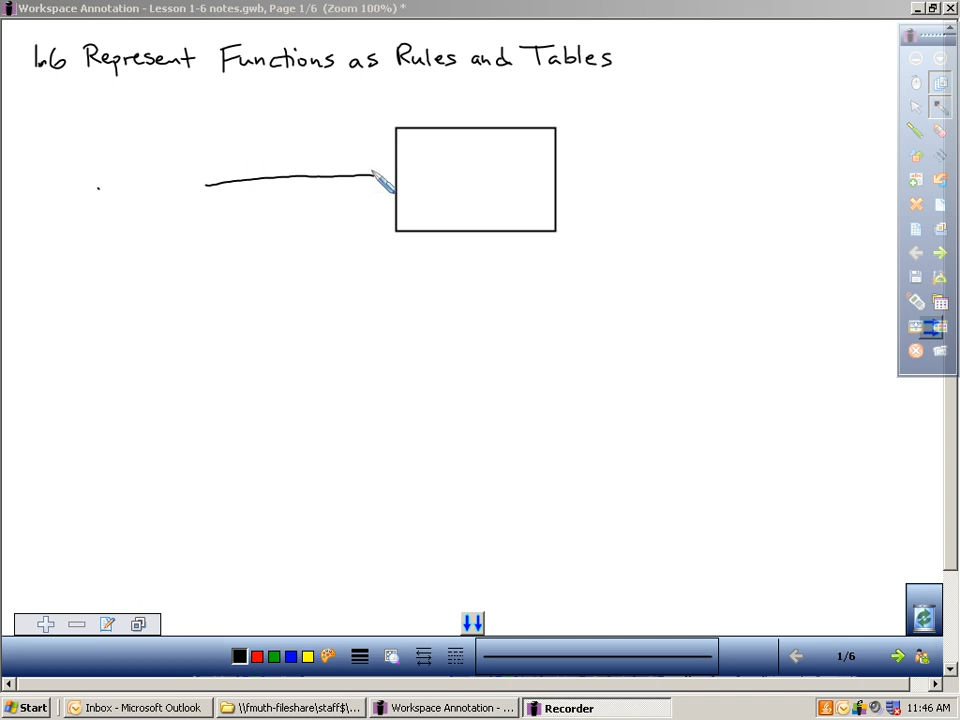 Workspace Annotation - Lesson 1-6 notes.gwb, Page 1/6 (Zoom 100%) *
1.6 Represent Functions as Rules and Tables
1/6
Start
Inbox - Microsoft Outlook
\\fmuth-fileshare\staff$\...
Workspace Annotation - ...
Recorder
11:46 AM